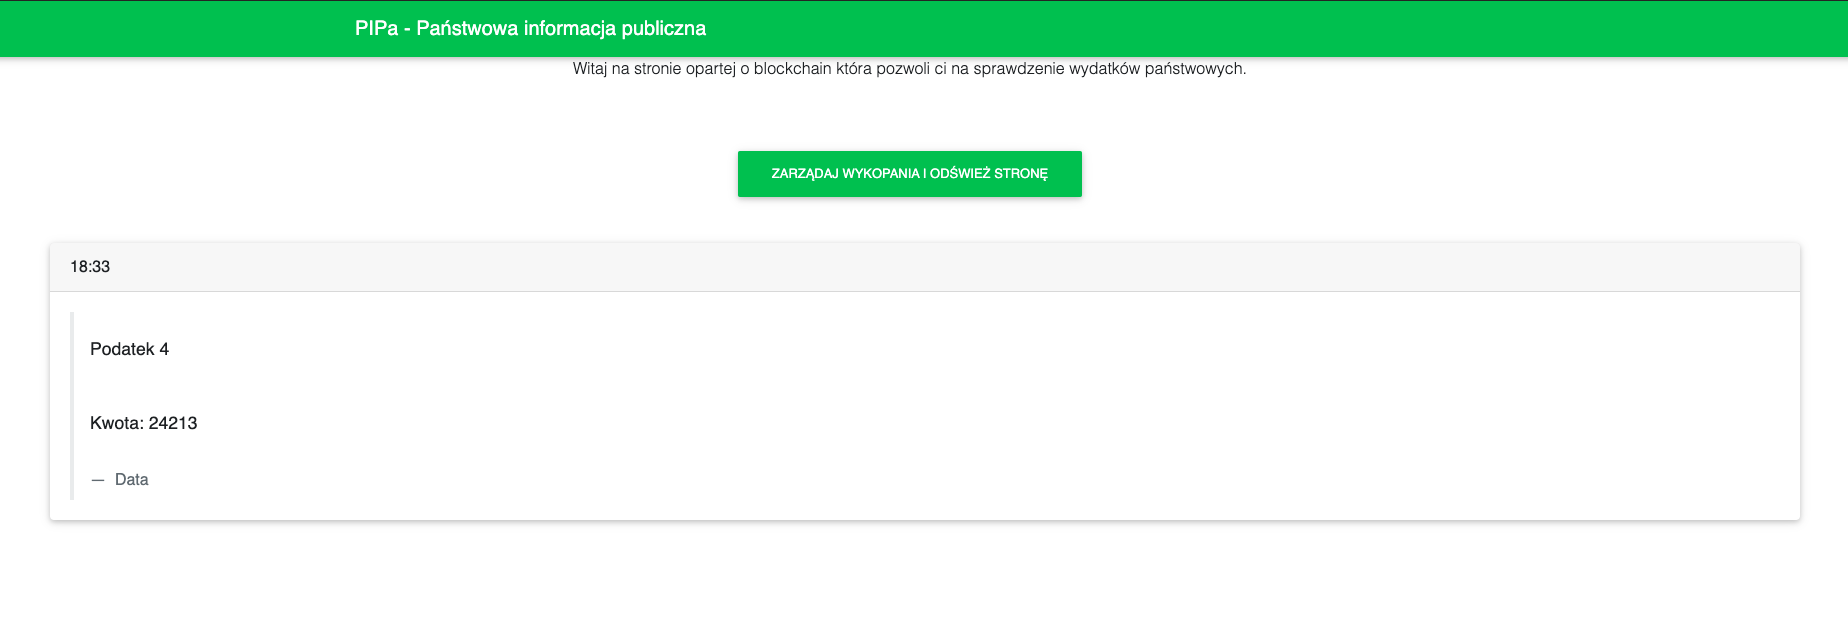 PIPa - Państwowa informacja publiczna
Witaj na stronie opartej o blockchain która pozwoli ci na sprawdzenie wydatków państwowych.
ZARZĄDAJ WYKOPANIA I ODŚWIEŻ STRONĘ
18:33
Podatek 4
Kwota: 24213
— Data